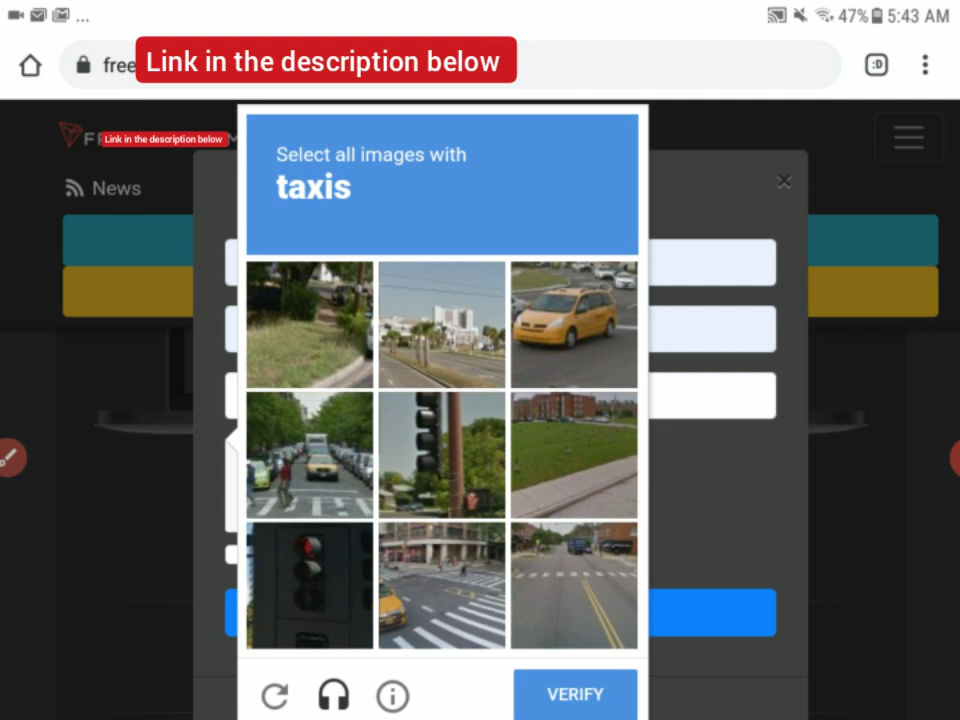 ...
47%
5:43 AM
free
Link in the description below
:D
F
Link in the description below
News
×
Select all images with
taxis
VERIFY